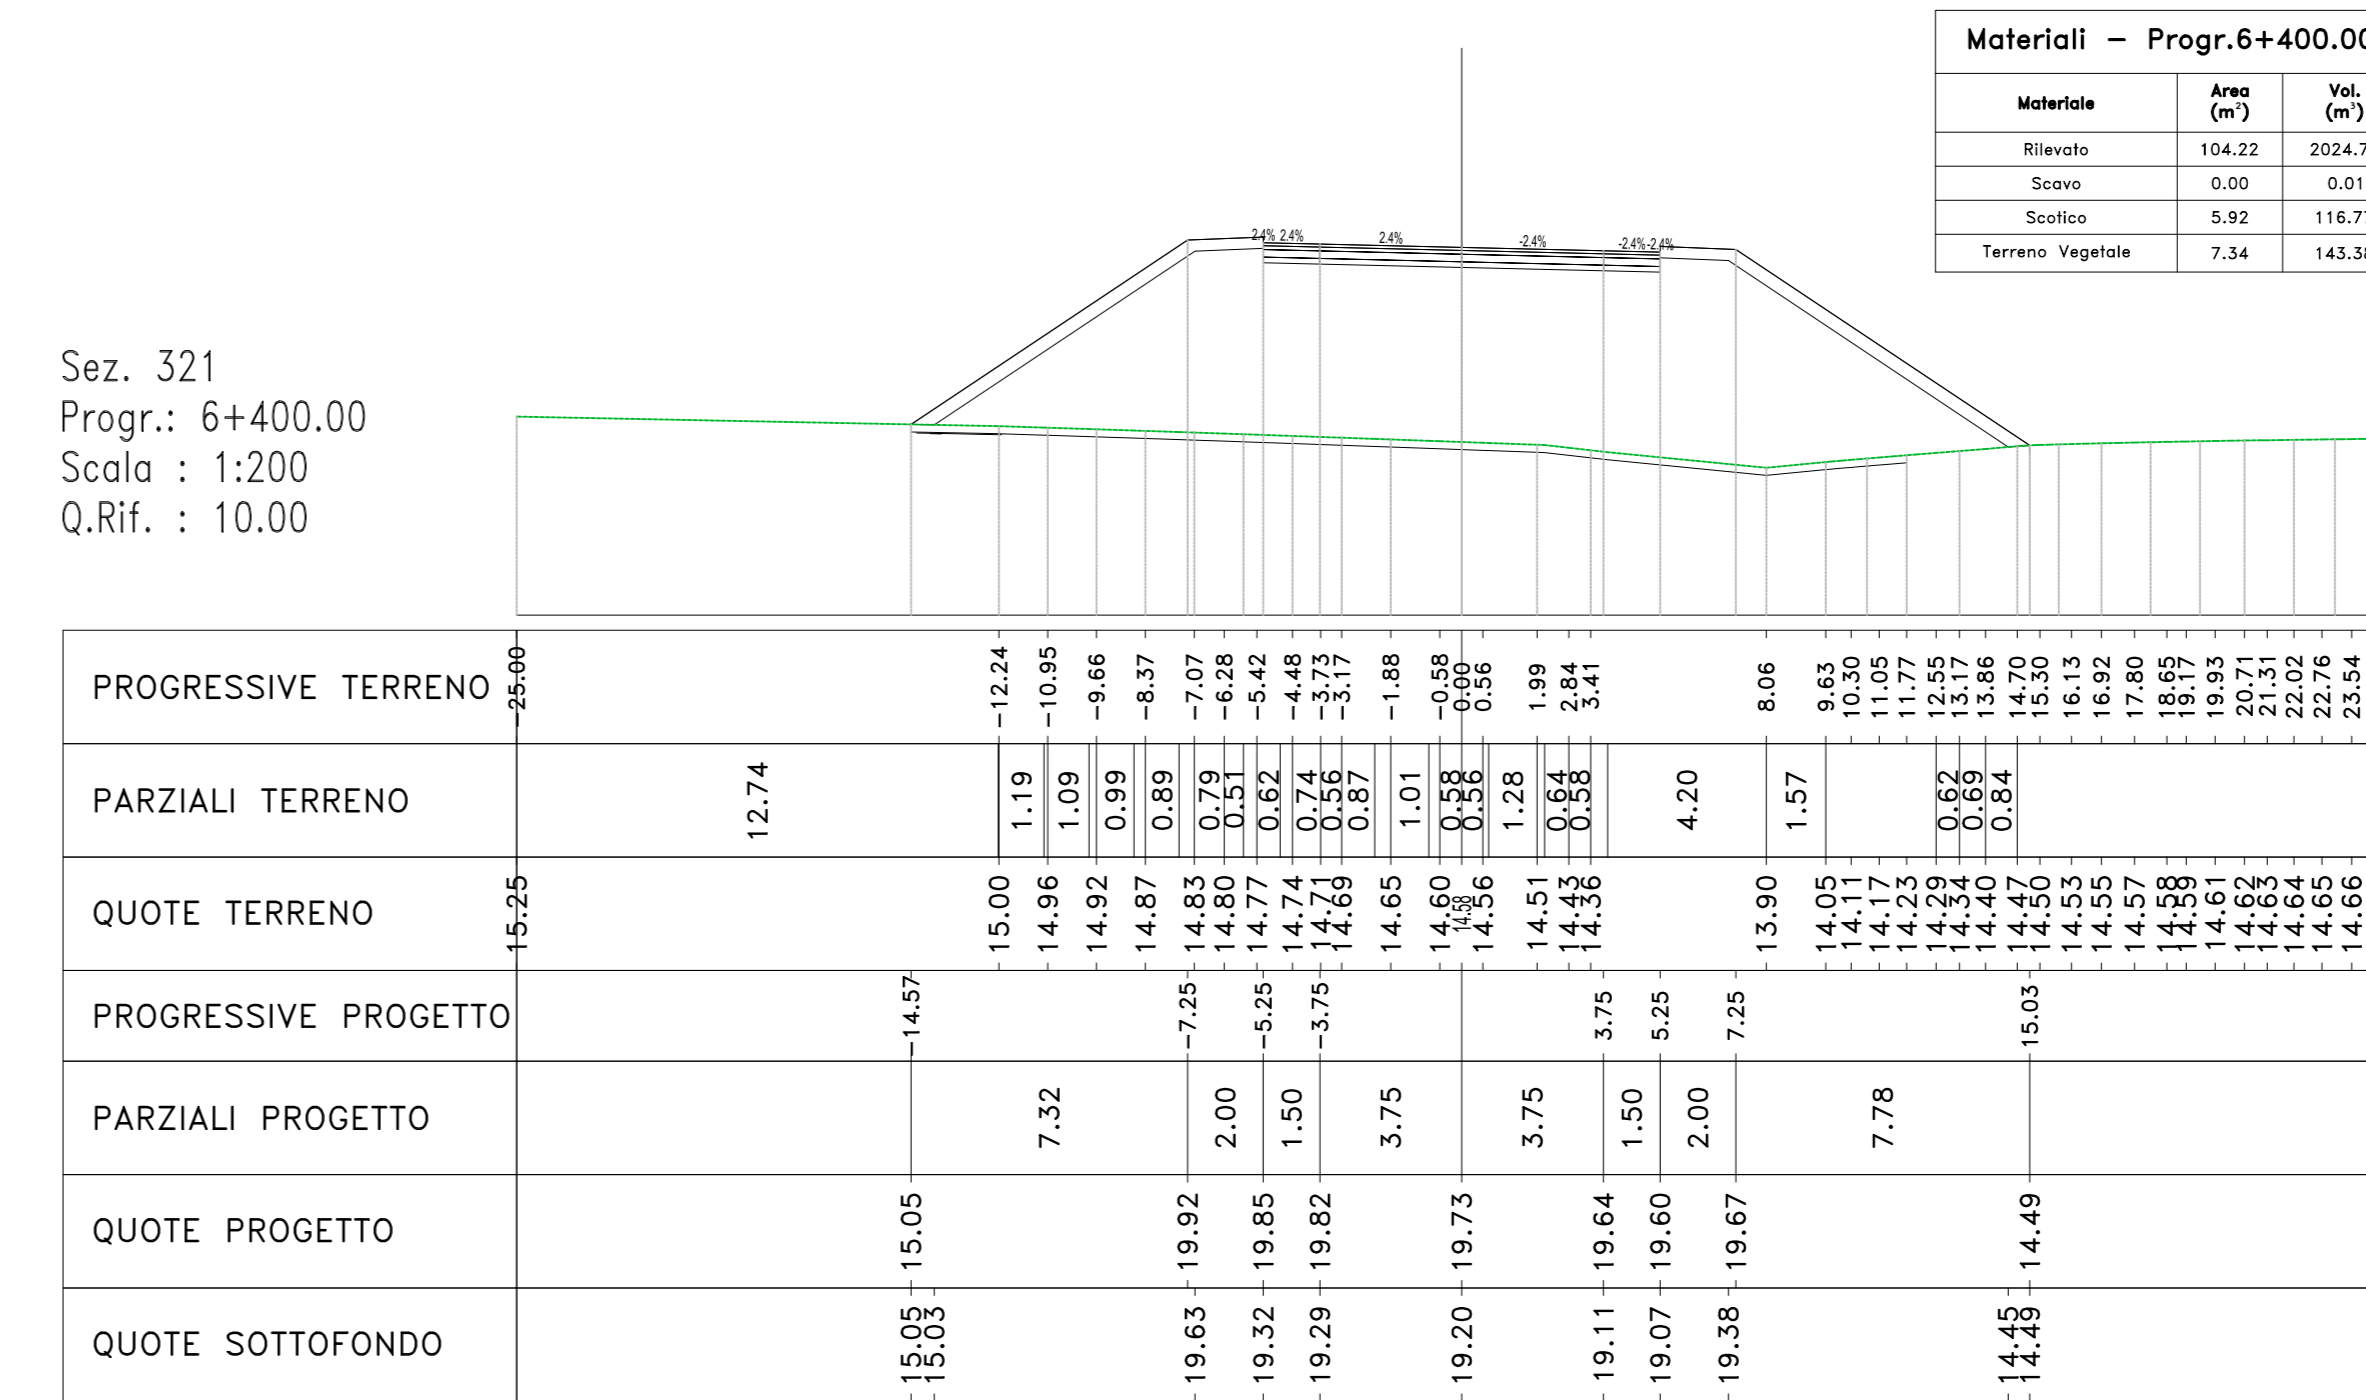 Materiali − Progr.6+400.00
Materiale Area (m²) Vol. (m³)
Rilevato 104.22 2024.7
Scavo 0.00 0.01
Scotico 5.92 116.7
Terreno Vegetale 7.34 143.38
2.4% 2.4% 2.4% -2.4% -2.4% -2.4%
Sez. 321
Progr.: 6+400.00
Scala : 1:200
Q.Rif. : 10.00
PROGRESSIVE TERRENO −25.00 −12.24 −10.95 −9.66 −8.37 −7.07 −6.28 −5.42 −4.48 −3.73 −3.17 −1.88 −0.58 0.00 0.56 1.99 2.84 3.41 8.06 9.63 10.30 11.05 11.77 12.55 13.17 13.86 14.70 15.30 16.13 16.92 17.80 18.65 19.17 19.93 20.71 21.31 22.02 22.76 23.54
PARZIALI TERRENO 12.74 1.19 1.09 0.99 0.89 0.79 0.51 0.62 0.74 0.56 0.87 1.01 0.58 0.56 1.28 0.64 0.58 4.20 1.57 0.62 0.69 0.84
QUOTE TERRENO 15.25 15.00 14.96 14.92 14.87 14.83 14.80 14.77 14.74 14.71 14.69 14.65 14.60 14.58 14.56 14.51 14.43 14.36 13.90 14.05 14.11 14.17 14.23 14.29 14.34 14.40 14.47 14.50 14.53 14.55 14.57 14.58 14.59 14.61 14.62 14.63 14.64 14.65 14.66
PROGRESSIVE PROGETTO −14.57 −7.25 −5.25 −3.75 3.75 5.25 7.25 15.03
PARZIALI PROGETTO 7.32 2.00 1.50 3.75 3.75 1.50 2.00 7.78
QUOTE PROGETTO 15.05 19.92 19.85 19.82 19.73 19.64 19.60 19.67 14.49
QUOTE SOTTOFONDO 15.05 15.03 19.63 19.32 19.29 19.20 19.11 19.07 19.38 14.45 14.49